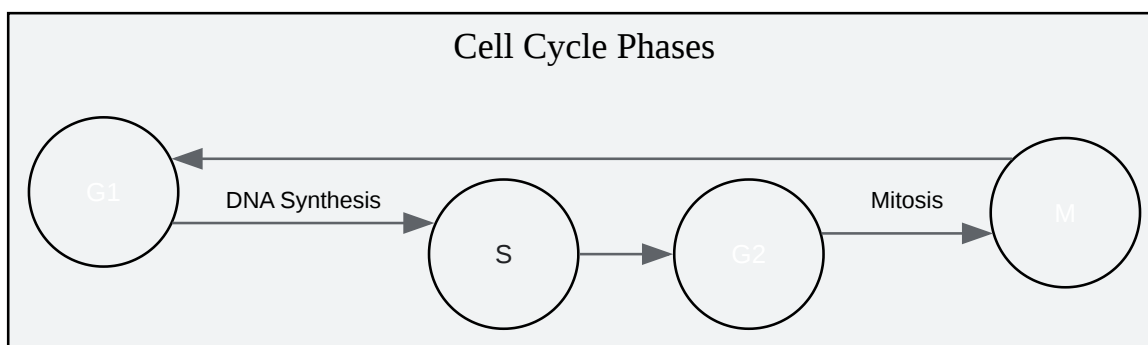 Cell Cycle Phases
G1
DNA Synthesis
S
G2
Mitosis
M